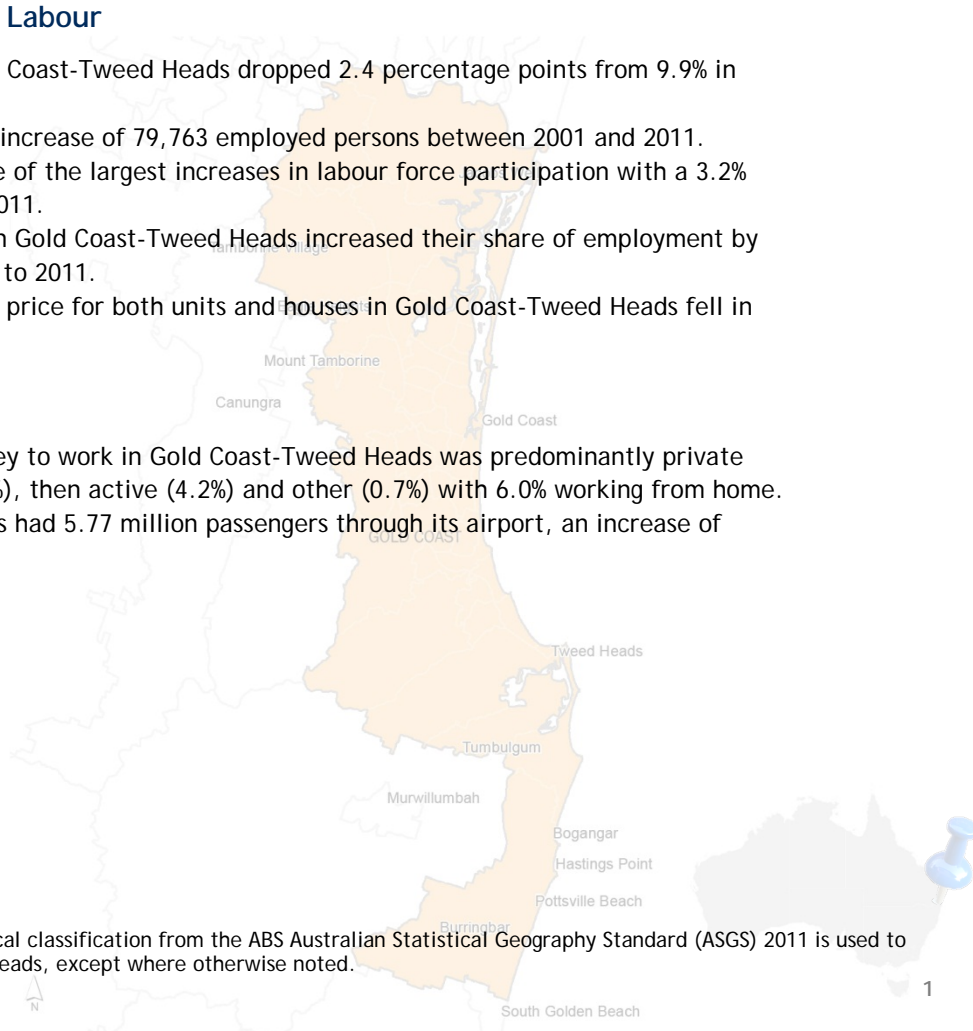 Labour
Coast-Tweed Heads dropped 2.4 percentage points from 9.9% in
increase of 79,763 employed persons between 2001 and 2011.
of the largest increases in labour force participation with a 3.2%
2011.
Gold Coast-Tweed Heads increased their share of employment by
Tamborine Village
to 2011.
price for both units and houses in Gold Coast-Tweed Heads fell in
Mount Tamborine
Canungra
Gold Coast
to work in Gold Coast-Tweed Heads was predominantly private
), then active (4.2%) and other (0.7%) with 6.0% working from home.
had 5.77 million passengers through its airport, an increase of
GOLD COAST
Tweed Heads
Tumbulgum
Murwillumbah
Bogangar
Hastings Point
Pottsville Beach
Burringbar
classification from the ABS Australian Statistical Geography Standard (ASGS) 2011 is used to
eads, except where otherwise noted.
N
1
South Golden Beach